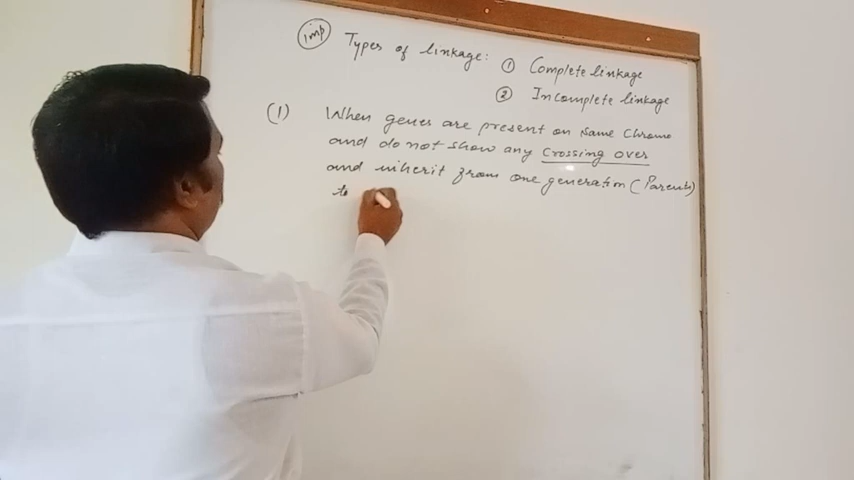 imp Types of linkage: ① Complete linkage
② Incomplete linkage
(1) When genes are present on same Chromo
and do not show any Crossing over
and inherit from one generation (Parents)
to